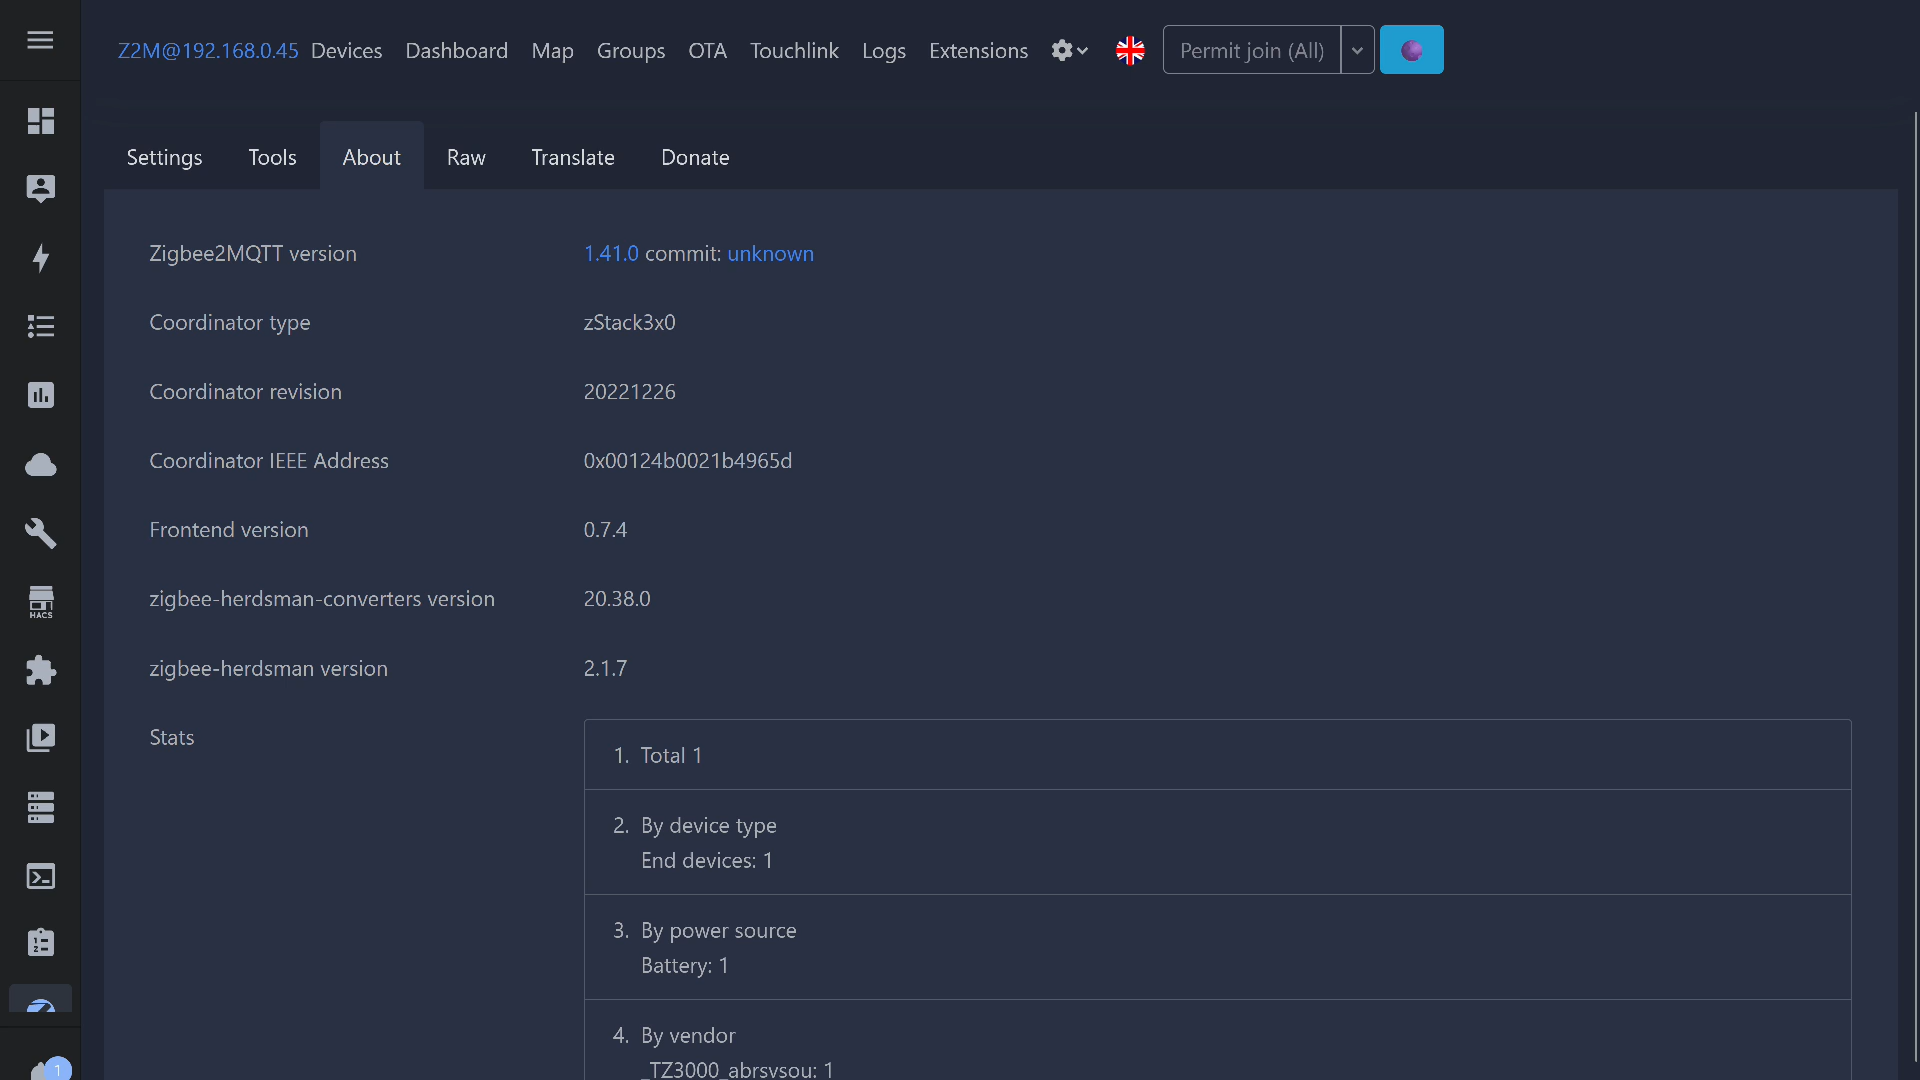 Z2M@192.168.0.45 Devices Dashboard Map Groups OTA Touchlink Logs Extensions Permit join (All)
Settings Tools About Raw Translate Donate
Zigbee2MQTT version 1.41.0 commit: unknown
Coordinator type zStack3x0
Coordinator revision 20221226
Coordinator IEEE Address 0x00124b0021b4965d
Frontend version 0.7.4
HACS
zigbee-herdsman-converters version 20.38.0
zigbee-herdsman version 2.1.7
Stats
1. Total 1
2. By device type
End devices: 1
3. By power source
Battery: 1
4. By vendor
_TZ3000_abrsvsou: 1
1